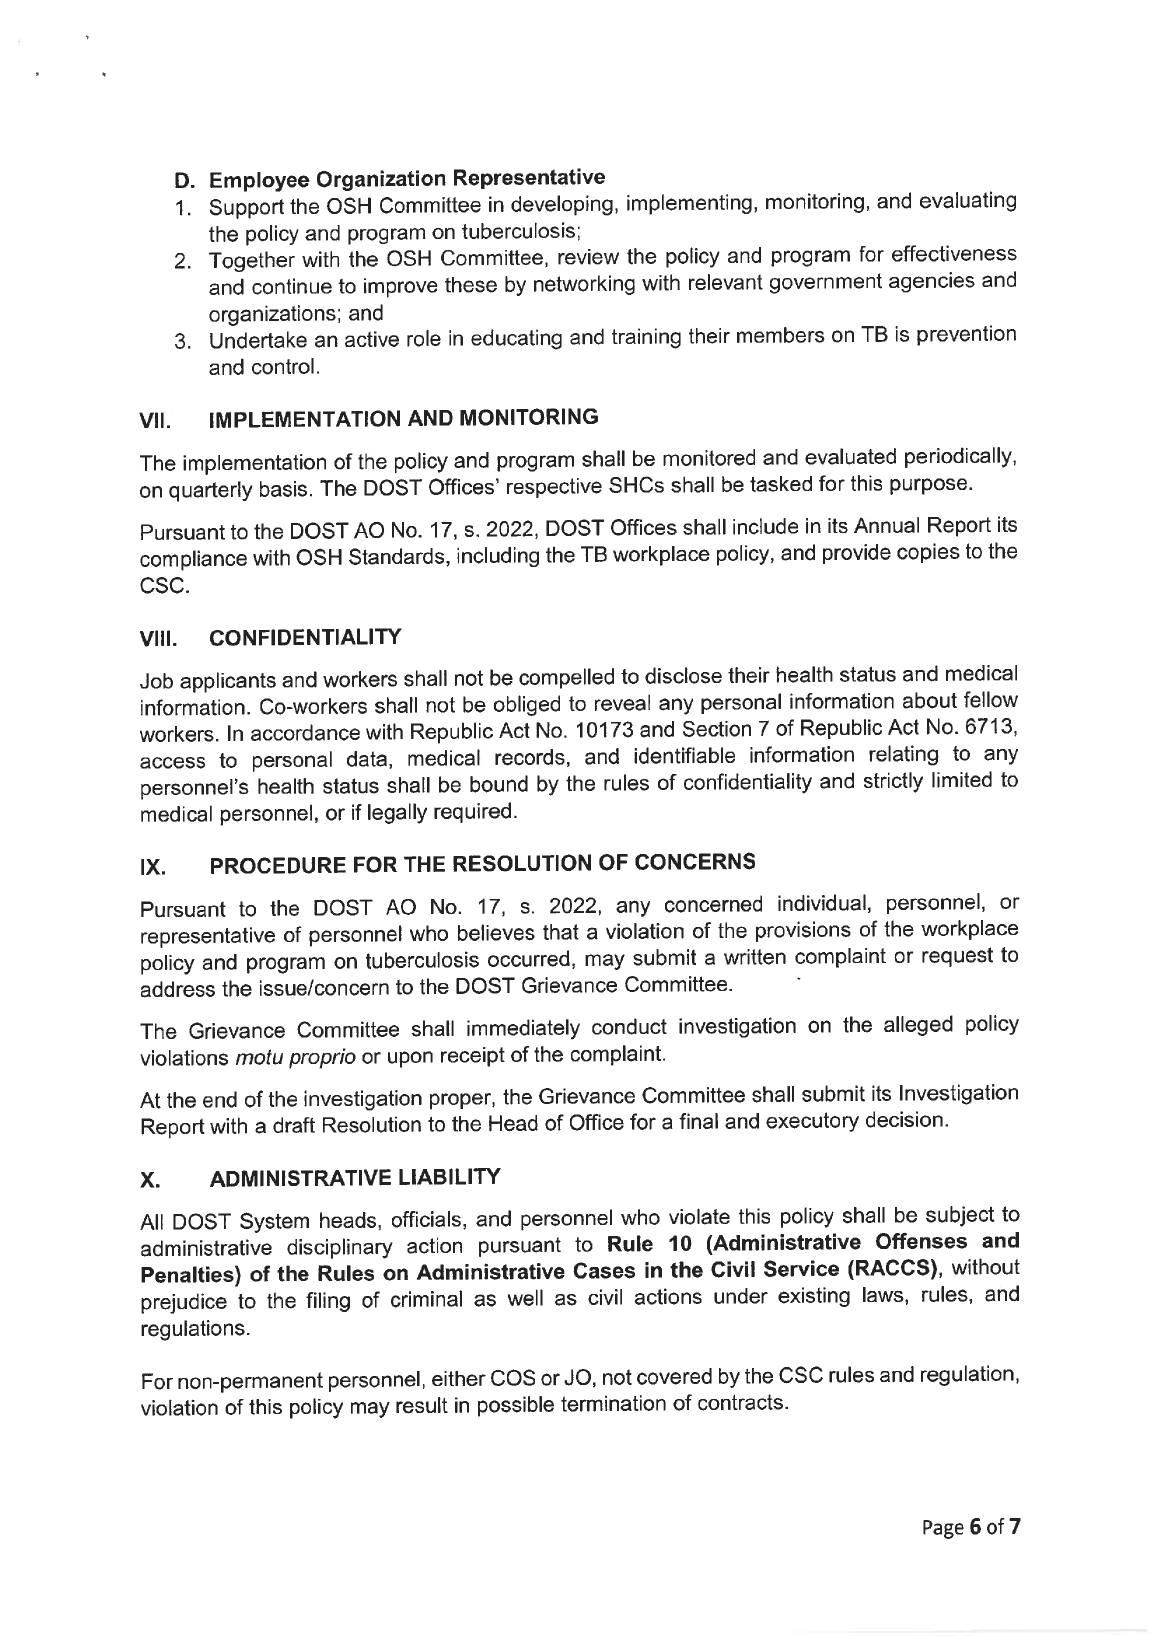 D. Employee Organization Representative
1. Support the OSH Committee in developing, implementing, monitoring, and evaluating
the policy and program on tuberculosis;
2. Together with the OSH Committee, review the policy and program for effectiveness
and continue to improve these by networking with relevant government agencies and
organizations; and
3. Undertake an active role in educating and training their members on TB is prevention
and control.
VII. IMPLEMENTATION AND MONITORING
The implementation of the policy and program shall be monitored and evaluated periodically,
on quarterly basis. The DOST Offices' respective SHCs shall be tasked for this purpose.
Pursuant to the DOST AO No. 17, s. 2022, DOST Offices shall include in its Annual Report its
compliance with OSH Standards, including the TB workplace policy, and provide copies to the
CSC.
VIII. CONFIDENTIALITY
Job applicants and workers shall not be compelled to disclose their health status and medical
information. Co-workers shall not be obliged to reveal any personal information about fellow
workers. In accordance with Republic Act No. 10173 and Section 7 of Republic Act No. 6713,
access to personal data, medical records, and identifiable information relating to any
personnel's health status shall be bound by the rules of confidentiality and strictly limited to
medical personnel, or if legally required.
IX. PROCEDURE FOR THE RESOLUTION OF CONCERNS
Pursuant to the DOST AO No. 17, s. 2022, any concerned individual, personnel, or
representative of personnel who believes that a violation of the provisions of the workplace
policy and program on tuberculosis occurred, may submit a written complaint or request to
address the issue/concern to the DOST Grievance Committee.
The Grievance Committee shall immediately conduct investigation on the alleged policy
violations motu proprio or upon receipt of the complaint.
At the end of the investigation proper, the Grievance Committee shall submit its Investigation
Report with a draft Resolution to the Head of Office for a final and executory decision.
X. ADMINISTRATIVE LIABILITY
All DOST System heads, officials, and personnel who violate this policy shall be subject to
administrative disciplinary action pursuant to Rule 10 (Administrative Offenses and
Penalties) of the Rules on Administrative Cases in the Civil Service (RACCS), without
prejudice to the filing of criminal as well as civil actions under existing laws, rules, and
regulations.
For non-permanent personnel, either COS or JO, not covered by the CSC rules and regulation,
violation of this policy may result in possible termination of contracts.
Page 6 of 7